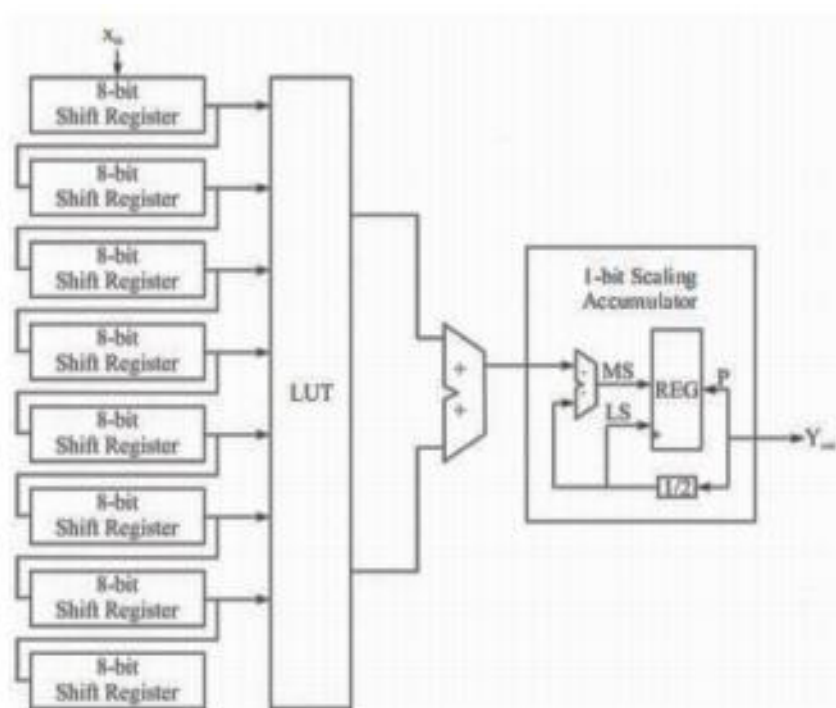 8-bit
Shift Register
8-bit
Shift Register
8-bit
Shift Register
8-bit
Shift Register
8-bit
Shift Register
8-bit
Shift Register
8-bit
Shift Register
8-bit
Shift Register
LUT
+
+
1-bit Scaling
Accumulator
MS
LS
REG
P
1/2